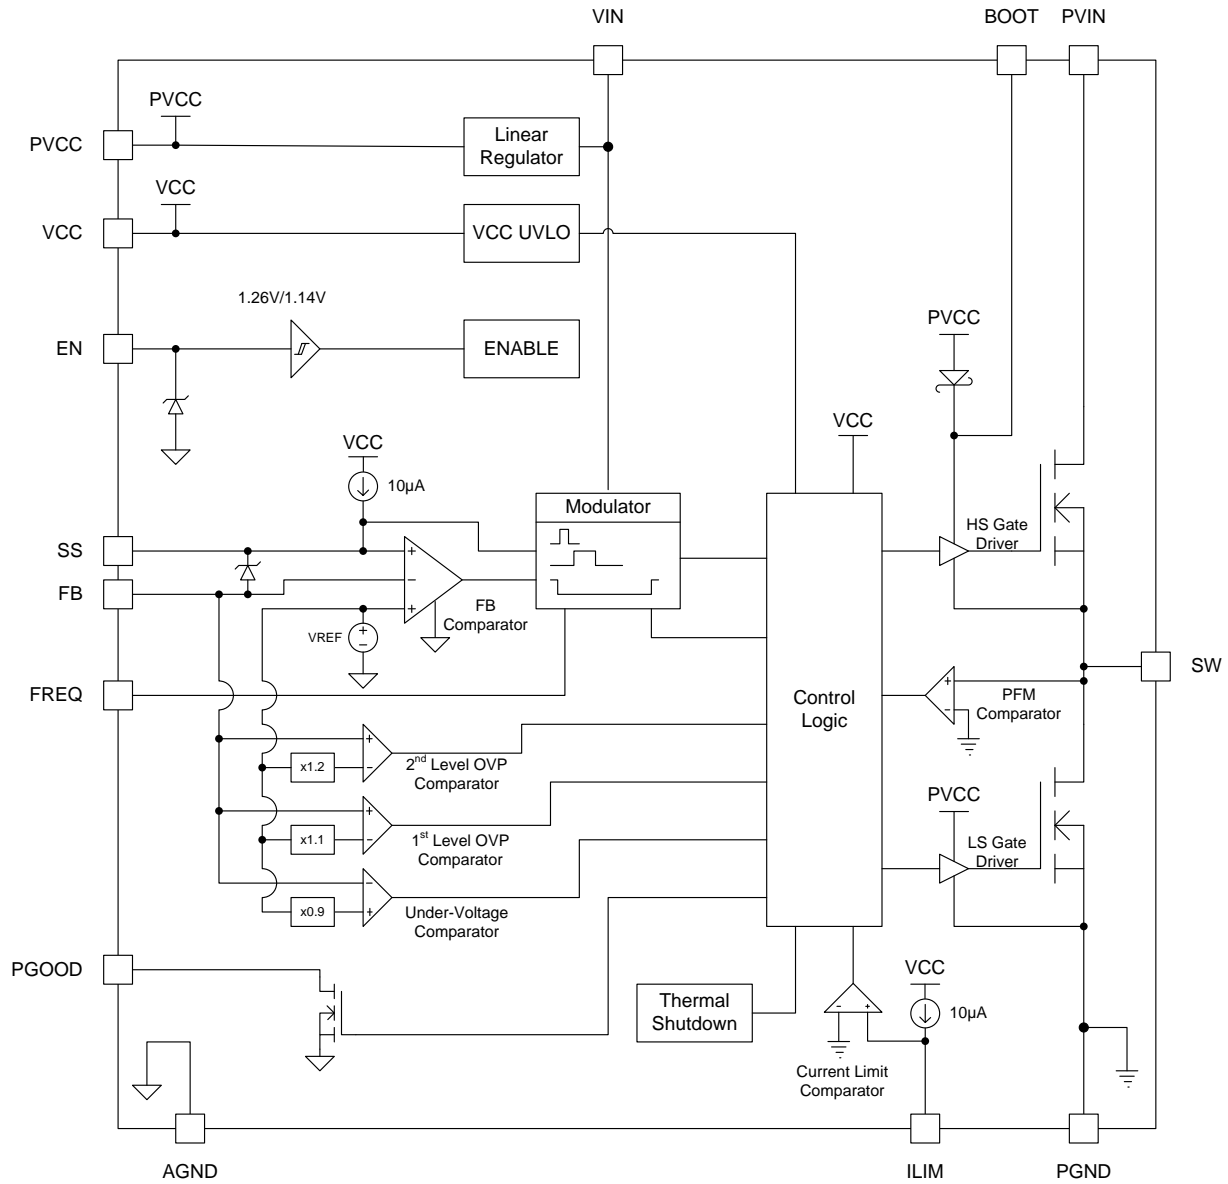 VIN
BOOT
PVIN
PVCC
PVCC
Linear
Regulator
VCC
VCC
VCC UVLO
1.26V/1.14V
EN
ENABLE
PVCC
VCC
VCC
10µA
Modulator
SS
FB
+
−
+
FB
Comparator
VREF
+
−
HS Gate
Driver
SW
FREQ
Control
Logic
+
-
PFM
Comparator
x1.2
+
-
2nd Level OVP
Comparator
x1.1
+
-
1st Level OVP
Comparator
PVCC
LS Gate
Driver
x0.9
-
+
Under-Voltage
Comparator
PGOOD
Thermal
Shutdown
-
+
VCC
10µA
Current Limit
Comparator
AGND
ILIM
PGND